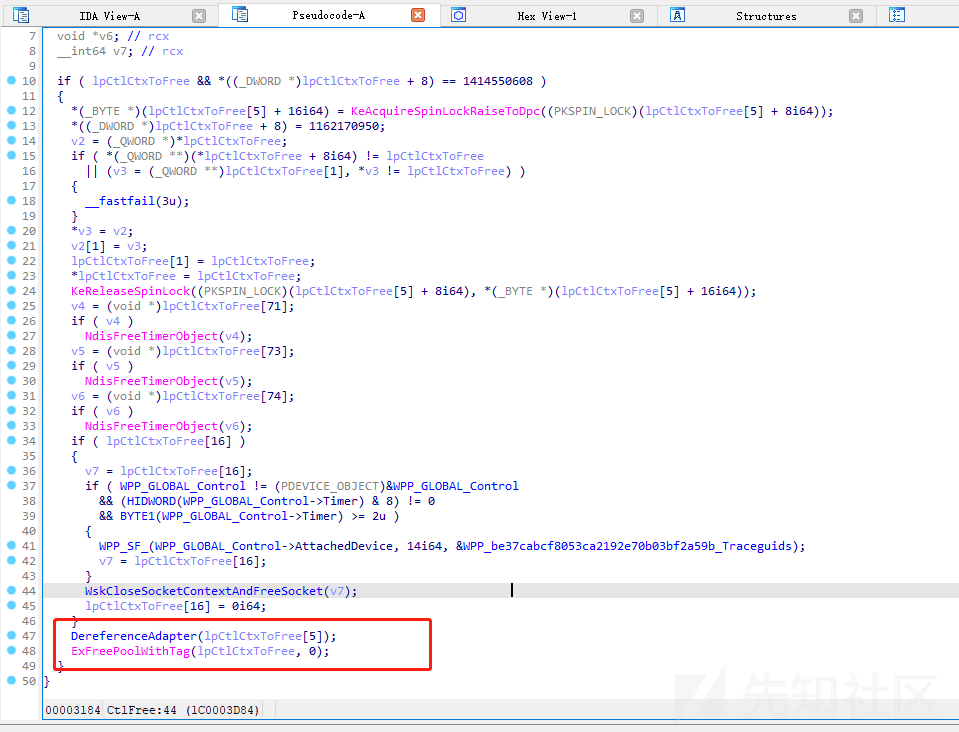 IDA View-A Pseudocode-A Hex View-1 Structures
7 void *v6; // rcx
8 __int64 v7; // rcx
9
10 if ( lpCtlCtxToFree && *((_DWORD *)lpCtlCtxToFree + 8) == 1414550608 )
11 {
12 *(_BYTE *)(lpCtlCtxToFree[5] + 16i64) = KeAcquireSpinLockRaiseToDpc((PKSPIN_LOCK)(lpCtlCtxToFree[5] + 8i64));
13 *((_DWORD *)lpCtlCtxToFree + 8) = 1162170950;
14 v2 = (_QWORD *)*lpCtlCtxToFree;
15 if ( *(_QWORD **)(*lpCtlCtxToFree + 8i64) != lpCtlCtxToFree
16 || (v3 = (_QWORD **)lpCtlCtxToFree[1], *v3 != lpCtlCtxToFree) )
17 {
18 __fastfail(3u);
19 }
20 *v3 = v2;
21 v2[1] = v3;
22 lpCtlCtxToFree[1] = lpCtlCtxToFree;
23 *lpCtlCtxToFree = lpCtlCtxToFree;
24 KeReleaseSpinLock((PKSPIN_LOCK)(lpCtlCtxToFree[5] + 8i64), *(_BYTE *)(lpCtlCtxToFree[5] + 16i64));
25 v4 = (void *)lpCtlCtxToFree[71];
26 if ( v4 )
27 NdisFreeTimerObject(v4);
28 v5 = (void *)lpCtlCtxToFree[73];
29 if ( v5 )
30 NdisFreeTimerObject(v5);
31 v6 = (void *)lpCtlCtxToFree[74];
32 if ( v6 )
33 NdisFreeTimerObject(v6);
34 if ( lpCtlCtxToFree[16] )
35 {
36 v7 = lpCtlCtxToFree[16];
37 if ( WPP_GLOBAL_Control != (PDEVICE_OBJECT)&WPP_GLOBAL_Control
38 && (HIDWORD(WPP_GLOBAL_Control->Timer) & 8) != 0
39 && BYTE1(WPP_GLOBAL_Control->Timer) >= 2u )
40 {
41 WPP_SF_(WPP_GLOBAL_Control->AttachedDevice, 14i64, &WPP_be37cabcf8053ca2192e70b03bf2a59b_Traceguids);
42 v7 = lpCtlCtxToFree[16];
43 }
44 WskCloseSocketContextAndFreeSocket(v7);
45 lpCtlCtxToFree[16] = 0i64;
46 }
47 DereferenceAdapter(lpCtlCtxToFree[5]);
48 ExFreePoolWithTag(lpCtlCtxToFree, 0);
49 }
50 }
00003184 CtlFree:44 (1C0003D84)
先知社区